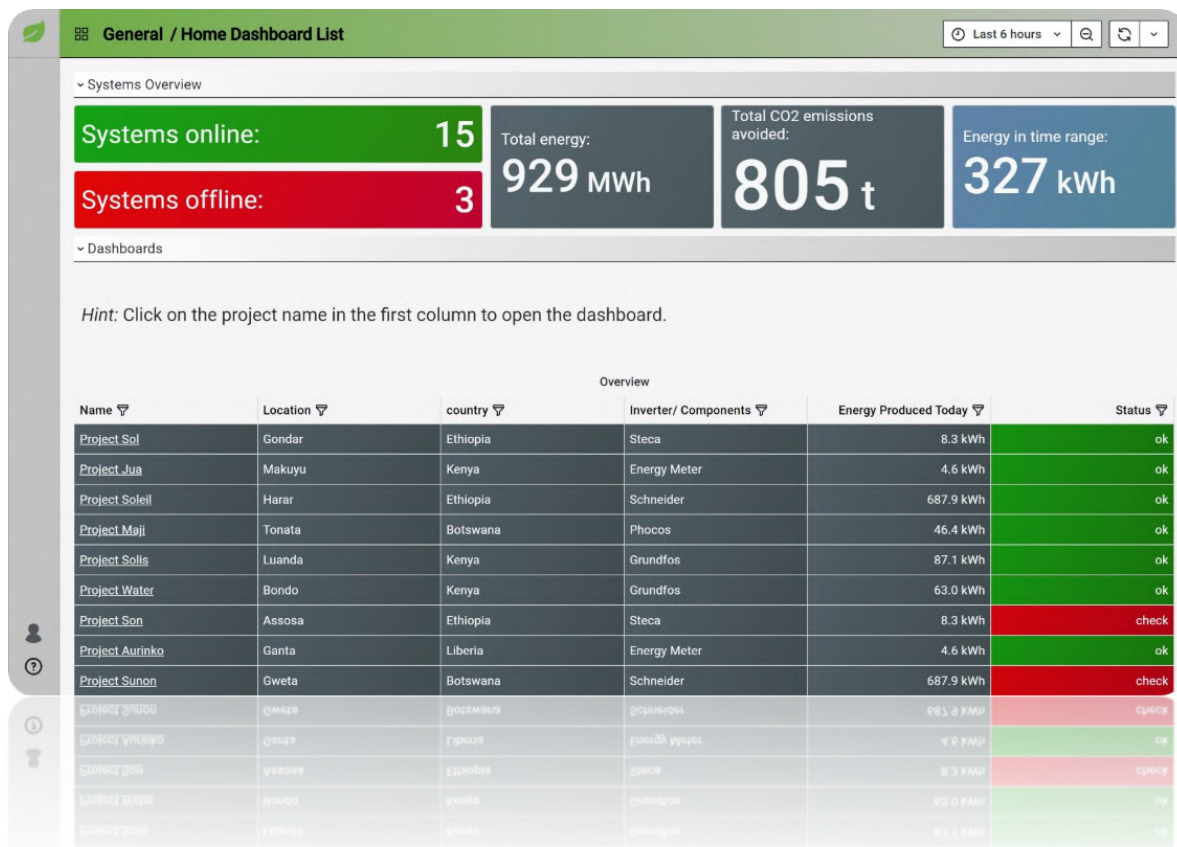 General / Home Dashboard List
Last 6 hours
Systems Overview
Systems online: 15
Systems offline: 3
Total energy:
929 MWh
Total CO2 emissions
avoided:
805 t
Energy in time range:
327 kWh
Dashboards
Hint: Click on the project name in the first column to open the dashboard.
Overview
Name Location country Inverter/ Components Energy Produced Today Status
Project Sol Gondar Ethiopia Steca 8.3 kWh ok
Project Jua Makuyu Kenya Energy Meter 4.6 kWh ok
Project Soleil Harar Ethiopia Schneider 687.9 kWh ok
Project Maji Tonata Botswana Phocos 46.4 kWh ok
Project Solis Luanda Kenya Grundfos 87.1 kWh ok
Project Water Bondo Kenya Grundfos 63.0 kWh ok
Project Son Assosa Ethiopia Steca 8.3 kWh check
Project Aurinko Ganta Liberia Energy Meter 4.6 kWh ok
Project Sunon Gweta Botswana Schneider 687.9 kWh check